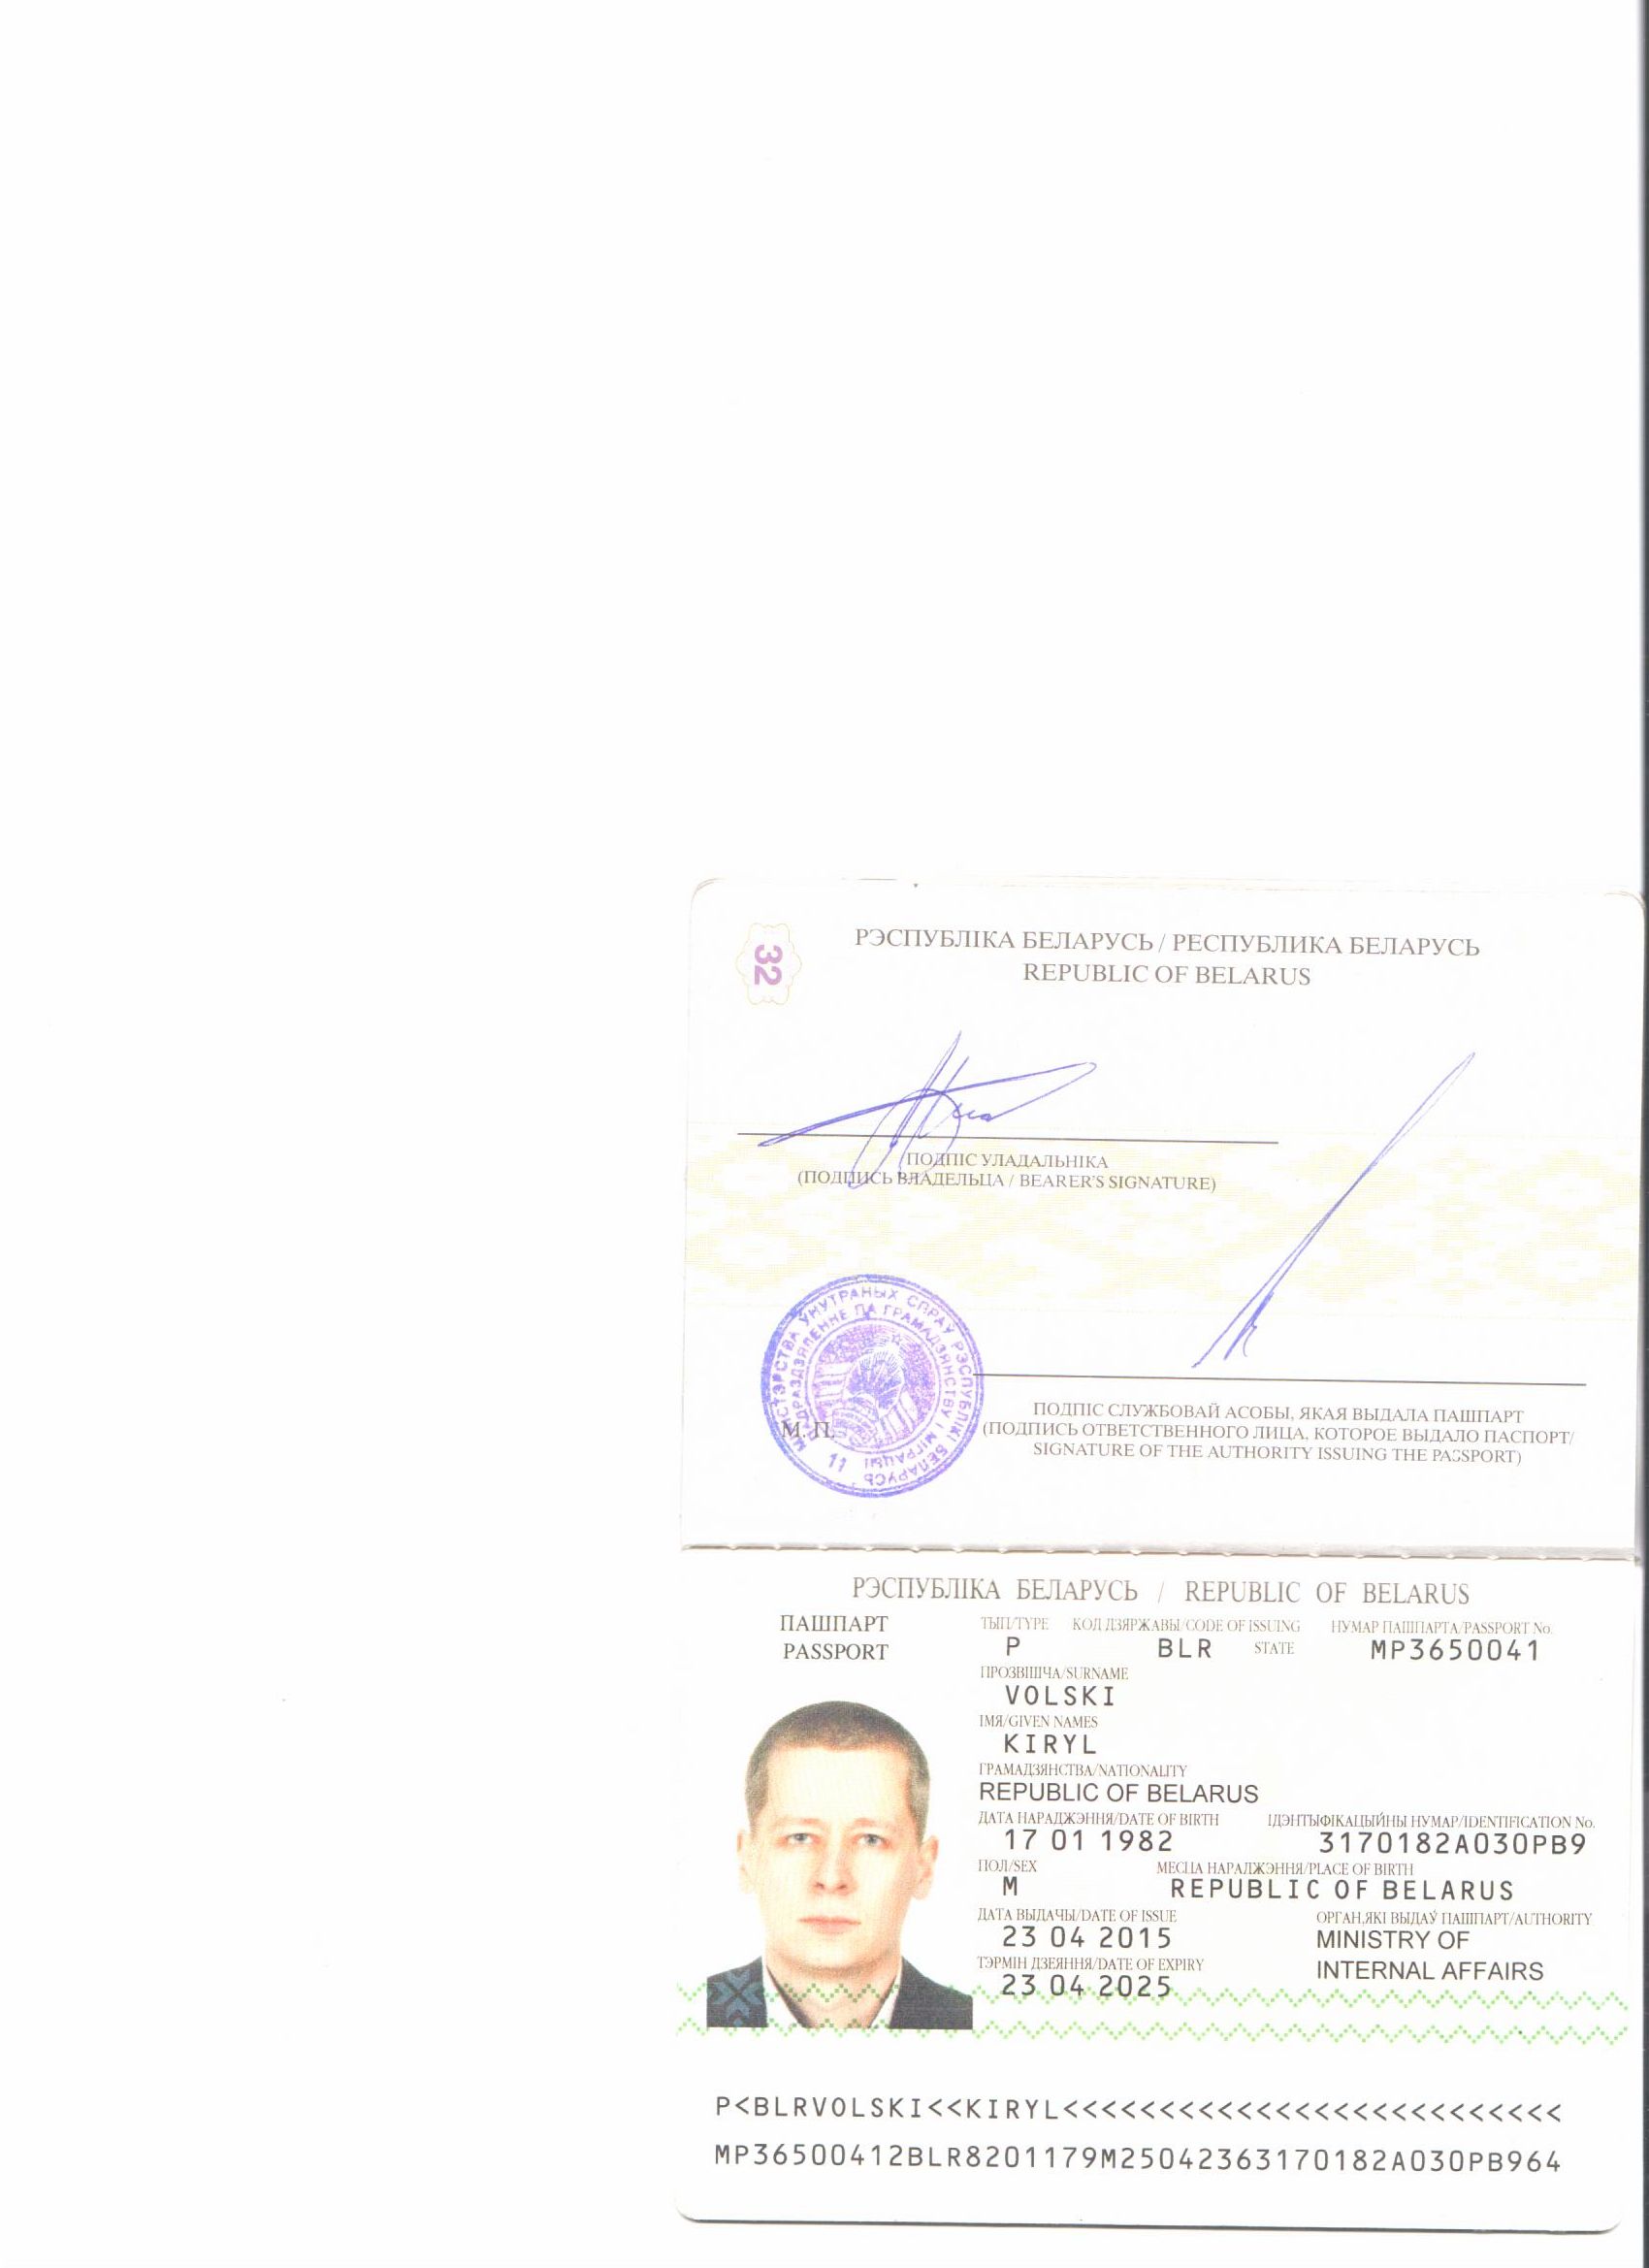 32
РЭСПУБЛІКА БЕЛАРУСЬ / РЕСПУБЛИКА БЕЛАРУСЬ
REPUBLIC OF BELARUS
ПОДПІС УЛАДАЛЬНІКА
(ПОДПИСЬ ВЛАДЕЛЬЦА / BEARER'S SIGNATURE)
МІНІСТЭРСТВА ЎНУТРАНЫХ СПРАЎ РЭСПУБЛІКІ БЕЛАРУСЬ
ПАДРАЗДЗЯЛЕННЕ ПА ГРАМАДЗЯНСТВУ І МІГРАЦЫІ
11
М. П.
ПОДПІС СЛУЖБОВАЙ АСОБЫ, ЯКАЯ ВЫДАЛА ПАШПАРТ
(ПОДПИСЬ ОТВЕТСТВЕННОГО ЛИЦА, КОТОРОЕ ВЫДАЛО ПАСПОРТ/
SIGNATURE OF THE AUTHORITY ISSUING THE PASSPORT)
РЭСПУБЛІКА БЕЛАРУСЬ / REPUBLIC OF BELARUS
ПАШПАРТ
PASSPORT
ТЫП/TYPE КОД ДЗЯРЖАВЫ/CODE OF ISSUING STATE НУМАР ПАШПАРТА/PASSPORT No.
P BLR MP3650041
ПРОЗВІШЧА/SURNAME
VOLSKI
ІМЯ/GIVEN NAMES
KIRYL
ГРАМАДЗЯНСТВА/NATIONALITY
REPUBLIC OF BELARUS
ДАТА НАРАДЖЭННЯ/DATE OF BIRTH ІДЭНТЫФІКАЦЫЙНЫ НУМАР/IDENTIFICATION No.
17 01 1982 3170182A030PB9
ПОЛ/SEX МЕСЦА НАРАДЖЭННЯ/PLACE OF BIRTH
M REPUBLIC OF BELARUS
ДАТА ВЫДАЧЫ/DATE OF ISSUE ОРГАН,ЯКІ ВЫДАЎ ПАШПАРТ/AUTHORITY
23 04 2015 MINISTRY OF
ТЭРМІН ДЗЕЯННЯ/DATE OF EXPIRY INTERNAL AFFAIRS
23 04 2025
P<BLRVOLSKI<<KIRYL<<<<<<<<<<<<<<<<<<<<<<<<<<
MP36500412BLR8201179M25042363170182A030PB964